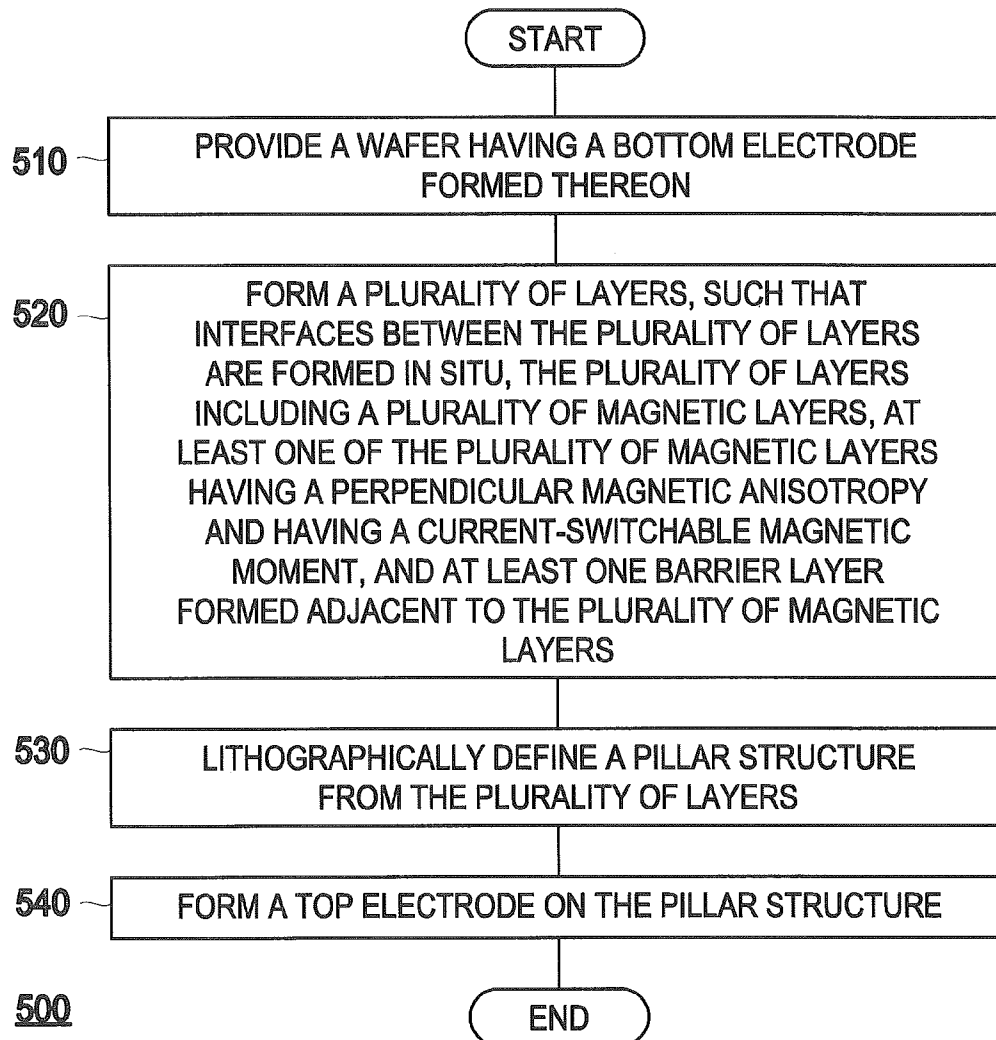 START
510
PROVIDE A WAFER HAVING A BOTTOM ELECTRODE
FORMED THEREON
520
FORM A PLURALITY OF LAYERS, SUCH THAT
INTERFACES BETWEEN THE PLURALITY OF LAYERS
ARE FORMED IN SITU, THE PLURALITY OF LAYERS
INCLUDING A PLURALITY OF MAGNETIC LAYERS, AT
LEAST ONE OF THE PLURALITY OF MAGNETIC LAYERS
HAVING A PERPENDICULAR MAGNETIC ANISOTROPY
AND HAVING A CURRENT-SWITCHABLE MAGNETIC
MOMENT, AND AT LEAST ONE BARRIER LAYER
FORMED ADJACENT TO THE PLURALITY OF MAGNETIC
LAYERS
530
LITHOGRAPHICALLY DEFINE A PILLAR STRUCTURE
FROM THE PLURALITY OF LAYERS
540
FORM A TOP ELECTRODE ON THE PILLAR STRUCTURE
500
END